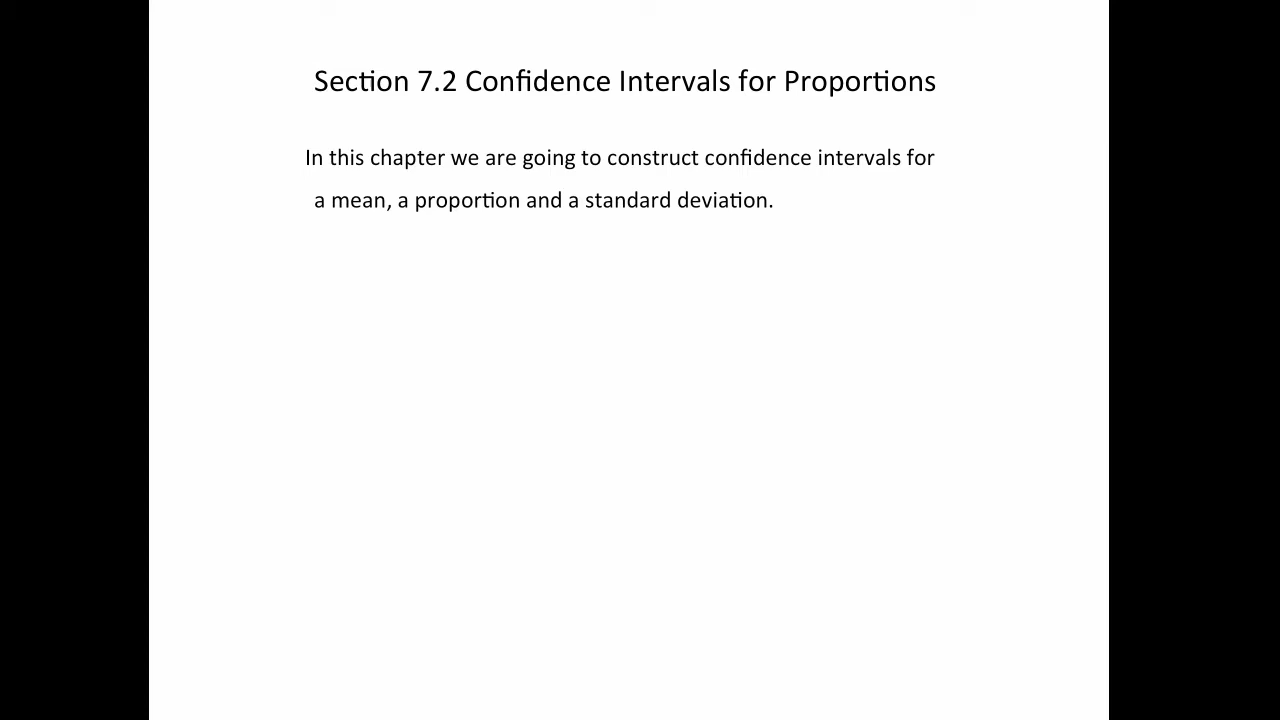 Section 7.2 Confidence Intervals for Proportions
In this chapter we are going to construct confidence intervals for
a mean, a proportion and a standard deviation.